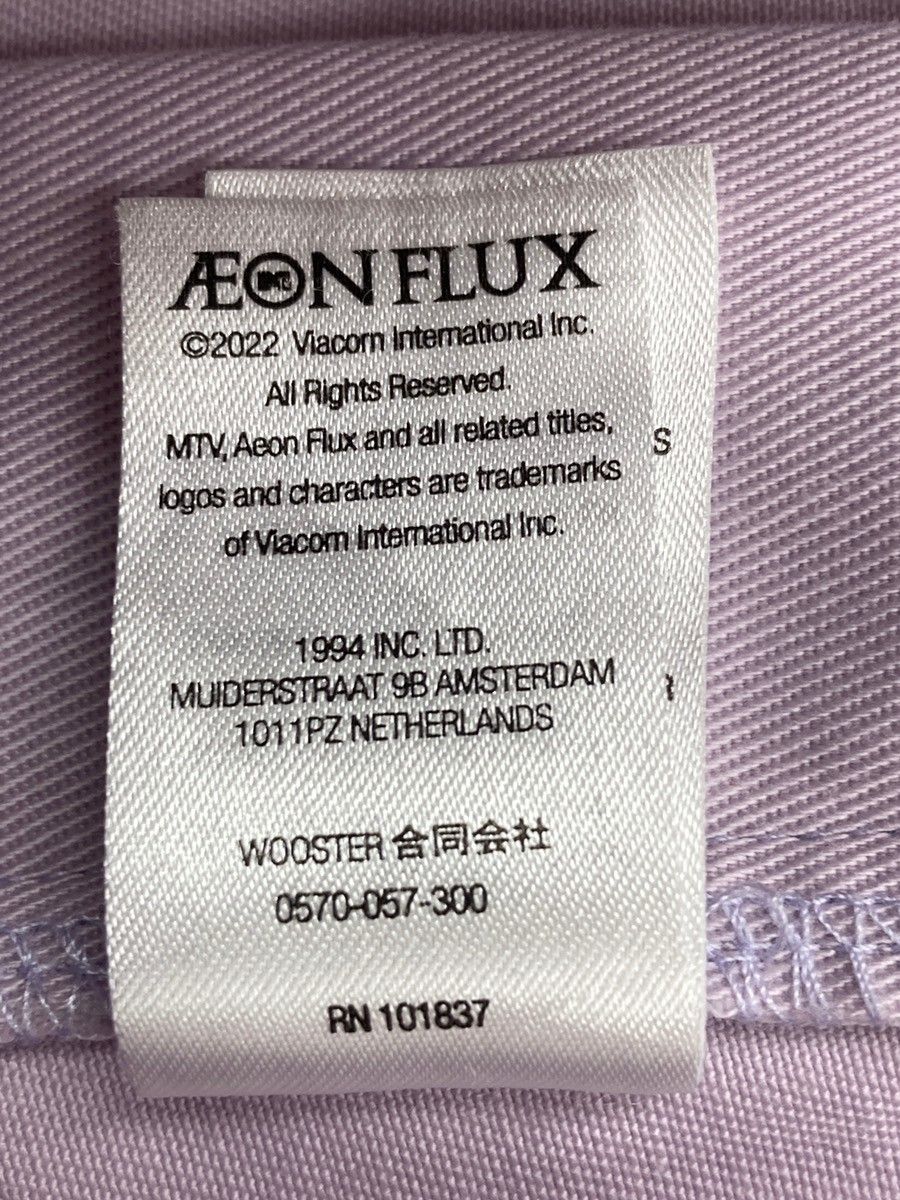 ÆON FLUX
©2022 Viacom International Inc.
All Rights Reserved.
MTV, Aeon Flux and all related titles,
logos and characters are trademarks
of Viacom International Inc.
S
1994 INC. LTD.
MUIDERSTRAAT 9B AMSTERDAM
1011PZ NETHERLANDS
WOOSTER 合同会社
0570-057-300
RN 101837